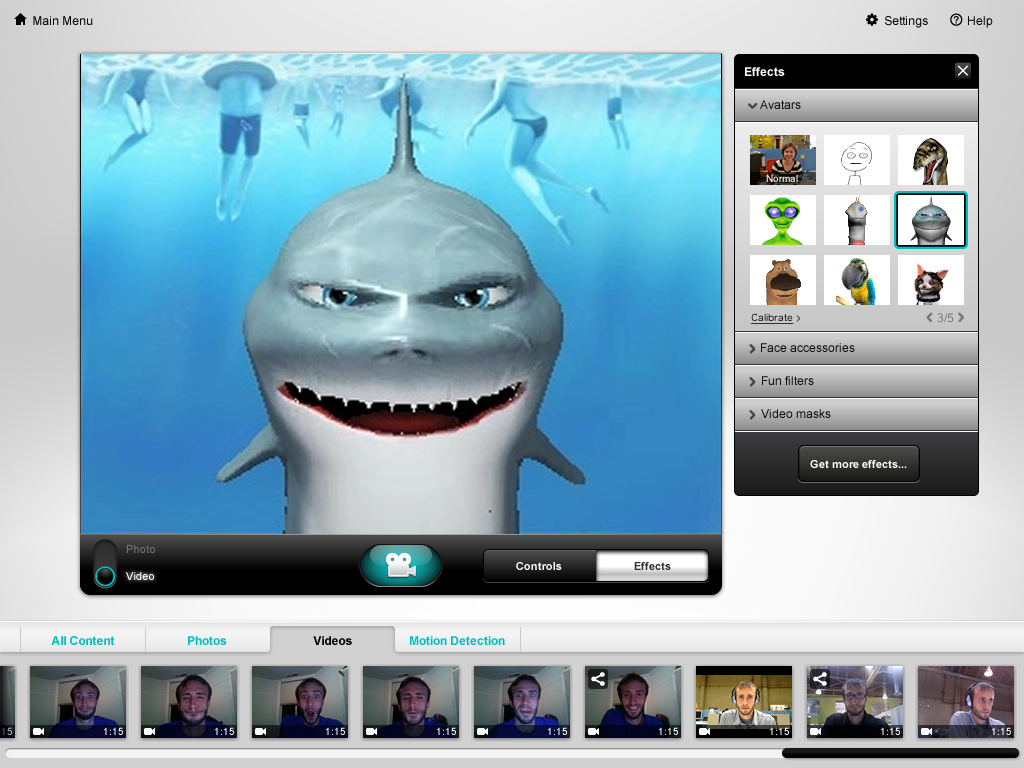 Main Menu
Settings
Help
Effects
Avatars
Normal
Calibrate
3/5
Face accessories
Fun filters
Video masks
Get more effects...
Photo
Video
Controls
Effects
All Content
Photos
Videos
Motion Detection
15
1:15
1:15
1:15
1:15
1:15
1:15
1:15
1:15
1:15